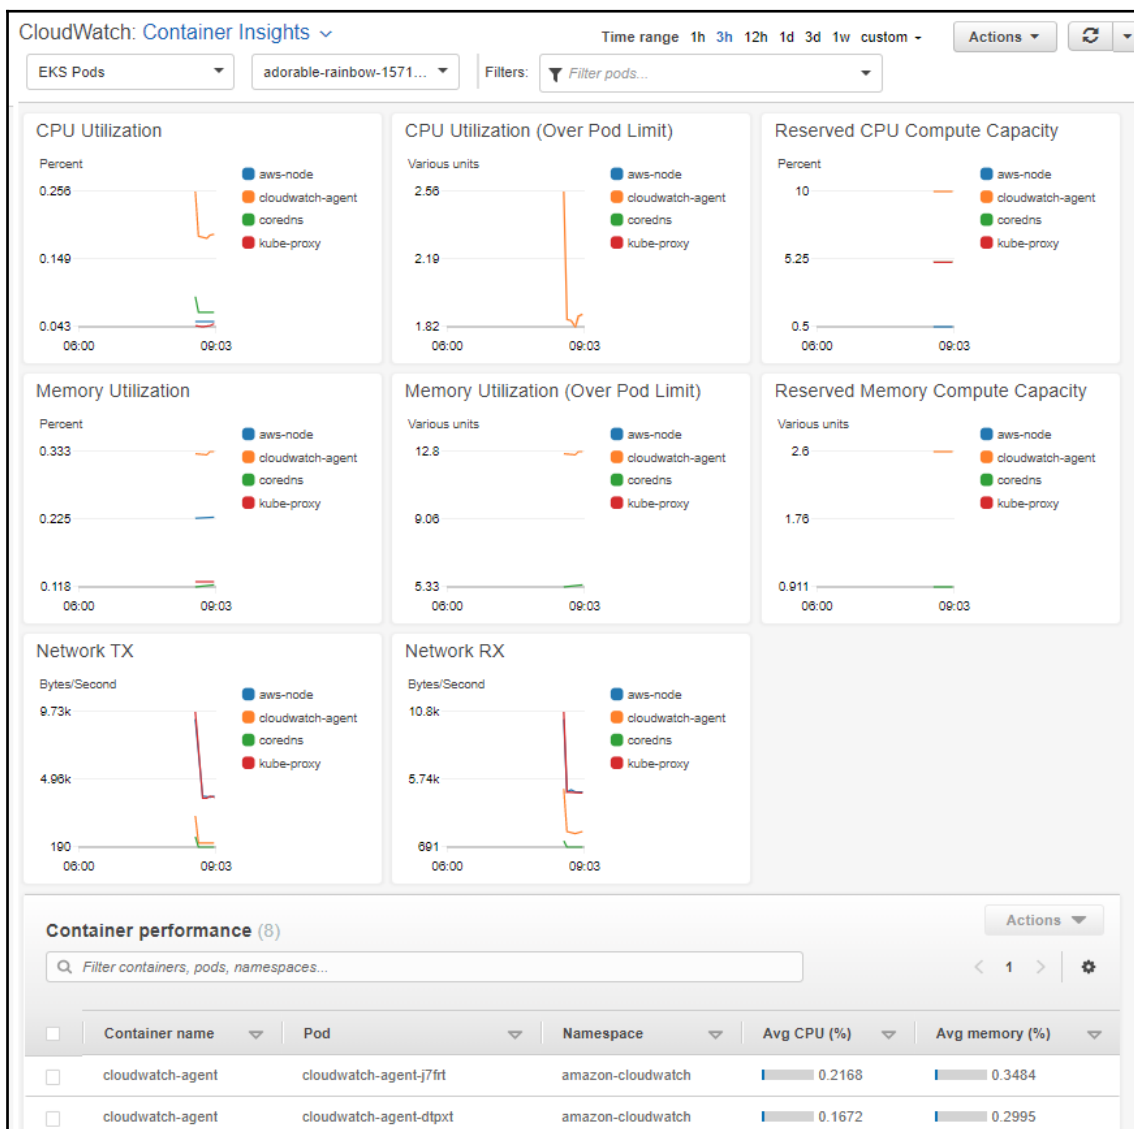 CloudWatch: Container Insights
Time range 1h 3h 12h 1d 3d 1w custom
Actions
EKS Pods
adorable-rainbow-1571...
Filters:
Filter pods...
CPU Utilization
Percent
0.256
0.149
0.043
06:00
09:03
aws-node
cloudwatch-agent
coredns
kube-proxy
CPU Utilization (Over Pod Limit)
Various units
2.56
2.19
1.82
06:00
09:03
aws-node
cloudwatch-agent
coredns
kube-proxy
Reserved CPU Compute Capacity
Percent
10
5.25
0.5
06:00
09:03
aws-node
cloudwatch-agent
coredns
kube-proxy
Memory Utilization
Percent
0.333
0.225
0.118
06:00
09:03
aws-node
cloudwatch-agent
coredns
kube-proxy
Memory Utilization (Over Pod Limit)
Various units
12.8
9.06
5.33
06:00
09:03
aws-node
cloudwatch-agent
coredns
kube-proxy
Reserved Memory Compute Capacity
Various units
2.6
1.76
0.911
06:00
09:03
aws-node
cloudwatch-agent
coredns
kube-proxy
Network TX
Bytes/Second
9.73k
4.96k
190
06:00
09:03
aws-node
cloudwatch-agent
coredns
kube-proxy
Network RX
Bytes/Second
10.8k
5.74k
691
06:00
09:03
aws-node
cloudwatch-agent
coredns
kube-proxy
Container performance (8)
Actions
Filter containers, pods, namespaces...
1
Container name Pod Namespace Avg CPU (%) Avg memory (%)
cloudwatch-agent cloudwatch-agent-j7frt amazon-cloudwatch 0.2168 0.3484
cloudwatch-agent cloudwatch-agent-dtpxt amazon-cloudwatch 0.1672 0.2995